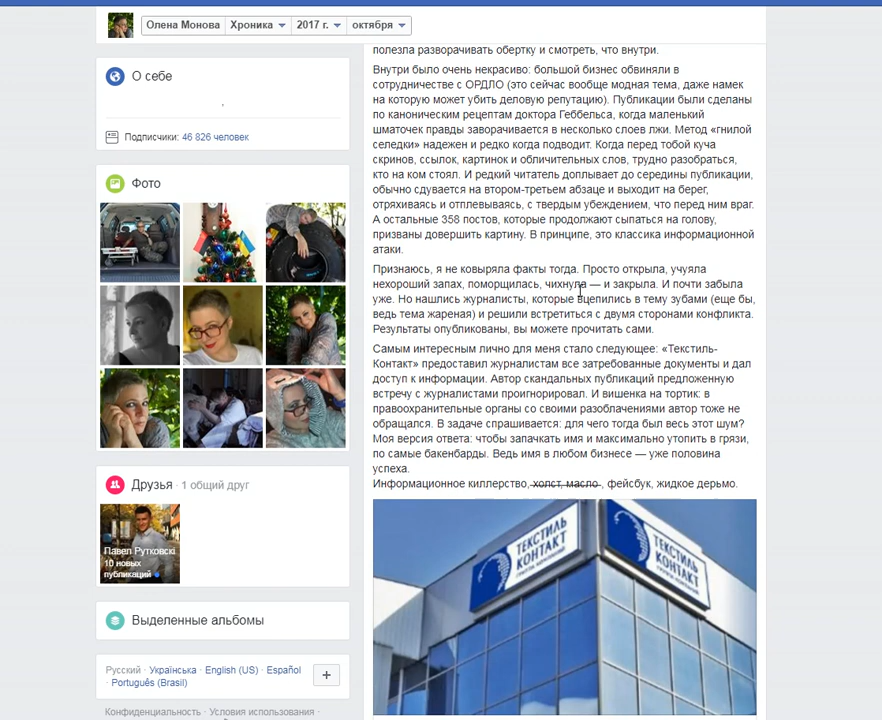 Олена Монова
Хроника
2017 г.
октября
О себе
Подписчики: 46 826 человек
Фото
Друзья · 1 общий друг
Павел Рутковскі
10 новых
публикаций
Выделенные альбомы
Русский · Українська · English (US) · Español
· Português (Brasil)
+
Конфиденциальность · Условия использования ·
полезла разворачивать обертку и смотреть, что внутри.
Внутри было очень некрасиво: большой бизнес обвиняли в
сотрудничестве с ОРДЛО (это сейчас вообще модная тема, даже намек
на которую может убить деловую репутацию). Публикации были сделаны
по каноническим рецептам доктора Геббельса, когда маленький
шматочек правды заворачивается в несколько слоев лжи. Метод «гнилой
селедки» надежен и редко когда подводит. Когда перед тобой куча
скринов, ссылок, картинок и обличительных слов, трудно разобраться,
кто на ком стоял. И редкий читатель доплывает до середины публикации,
обычно сдувается на втором-третьем абзаце и выходит на берег,
отряхиваясь и отплевываясь, с твердым убеждением, что перед ним враг.
А остальные 358 постов, которые продолжают сыпаться на голову,
призваны довершить картину. В принципе, это классика информационной
атаки.
Признаюсь, я не ковыряла факты тогда. Просто открыла, учуяла
нехороший запах, поморщилась, чихнула — и закрыла. И почти забыла
уже. Но нашлись журналисты, которые вцепились в тему зубами (еще бы,
ведь тема жареная) и решили встретиться с двумя сторонами конфликта.
Результаты опубликованы, вы можете прочитать сами.
Самым интересным лично для меня стало следующее: «Текстиль-
Контакт» предоставил журналистам все затребованные документы и дал
доступ к информации. Автор скандальных публикаций предложенную
встречу с журналистами проигнорировал. И вишенка на тортик: в
правоохранительные органы со своими разоблачениями автор тоже не
обращался. В задаче спрашивается: для чего тогда был весь этот шум?
Моя версия ответа: чтобы запачкать имя и максимально утопить в грязи,
по самые бакенбарды. Ведь имя в любом бизнесе — уже половина
успеха.
Информационное киллерство, холст, масло , фейсбук, жидкое дерьмо.
ТЕКСТИЛЬ
КОНТАКТ
ТЕКСТИЛЬ
КОНТАКТ